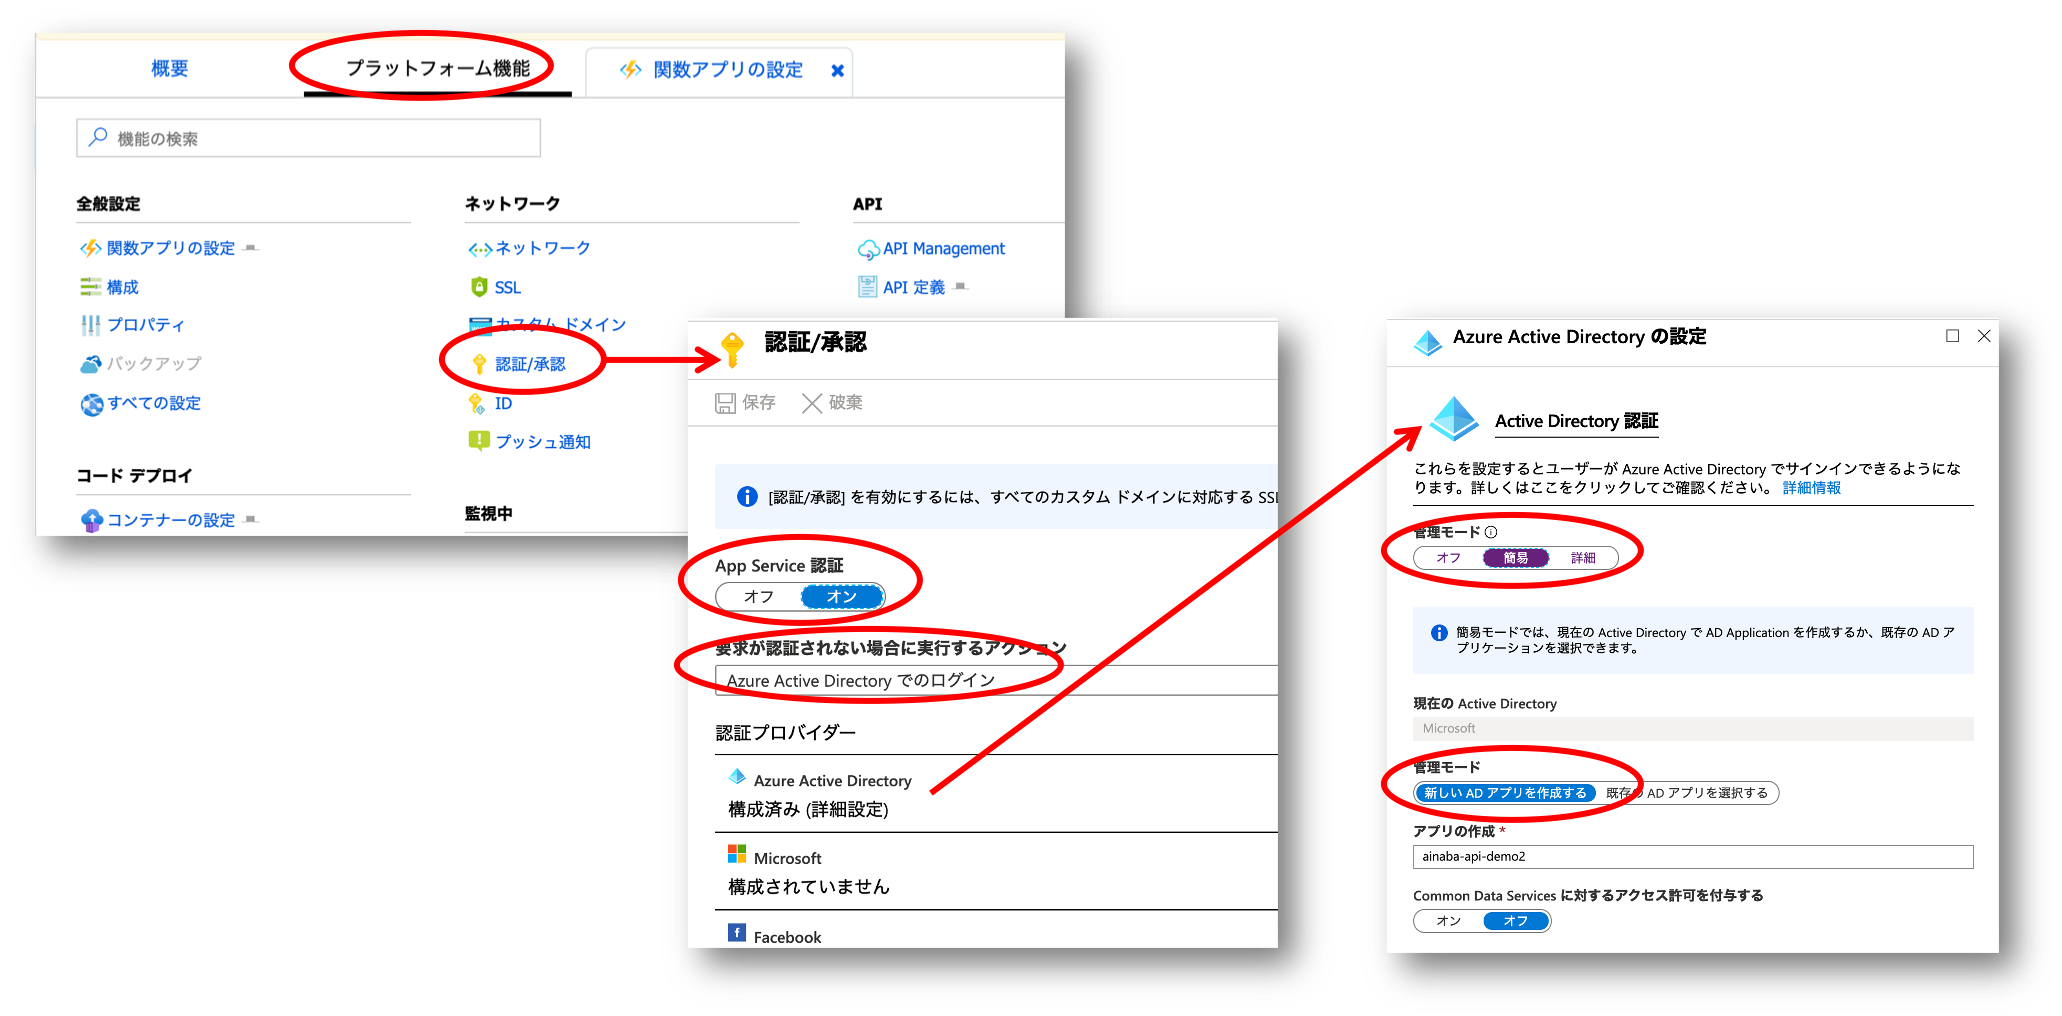 概要
プラットフォーム機能
関数アプリの設定
機能の検索
全般設定
関数アプリの設定
構成
プロパティ
バックアップ
すべての設定
コード デプロイ
コンテナーの設定
ネットワーク
ネットワーク
SSL
カスタム ドメイン
認証/承認
ID
プッシュ通知
監視中
API
API Management
API 定義
認証/承認
保存
破棄
[認証/承認] を有効にするには、すべてのカスタム ドメインに対応する SSL
App Service 認証
オフ オン
要求が認証されない場合に実行するアクション
Azure Active Directory でのログイン
認証プロバイダー
Azure Active Directory
構成済み (詳細設定)
Microsoft
構成されていません
Facebook
Azure Active Directory の設定
Active Directory 認証
これらを設定するとユーザーが Azure Active Directory でサインインできるようにな
ります。詳しくはここをクリックしてご確認ください。 詳細情報
管理モード
オフ 簡易 詳細
簡易モードでは、現在の Active Directory で AD Application を作成するか、既存の AD ア
プリケーションを選択できます。
現在の Active Directory
Microsoft
管理モード
新しい AD アプリを作成する 既存の AD アプリを選択する
アプリの作成 *
ainaba-api-demo2
Common Data Services に対するアクセス許可を付与する
オン オフ